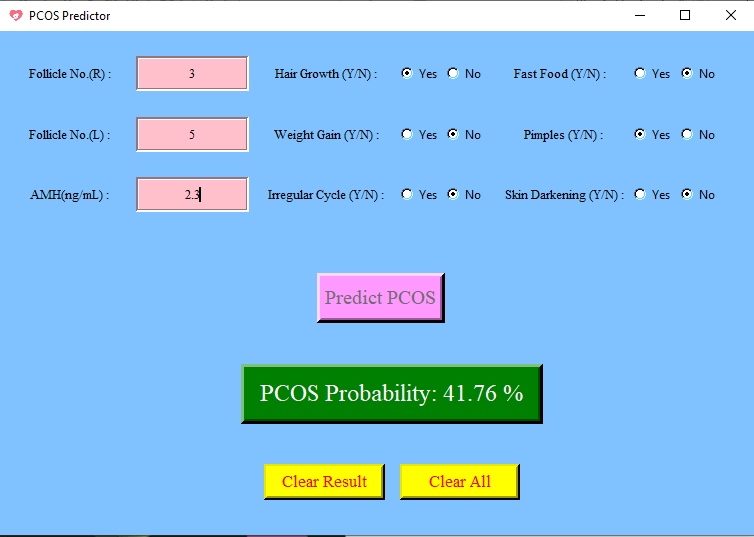 PCOS Predictor
Follicle No.(R) : 3 Hair Growth (Y/N) : Yes No Fast Food (Y/N) : Yes No
Follicle No.(L) : 5 Weight Gain (Y/N) : Yes No Pimples (Y/N) : Yes No
AMH(ng/mL) : 2.3 Irregular Cycle (Y/N) : Yes No Skin Darkening (Y/N) : Yes No
Predict PCOS
PCOS Probability: 41.76 %
Clear Result Clear All